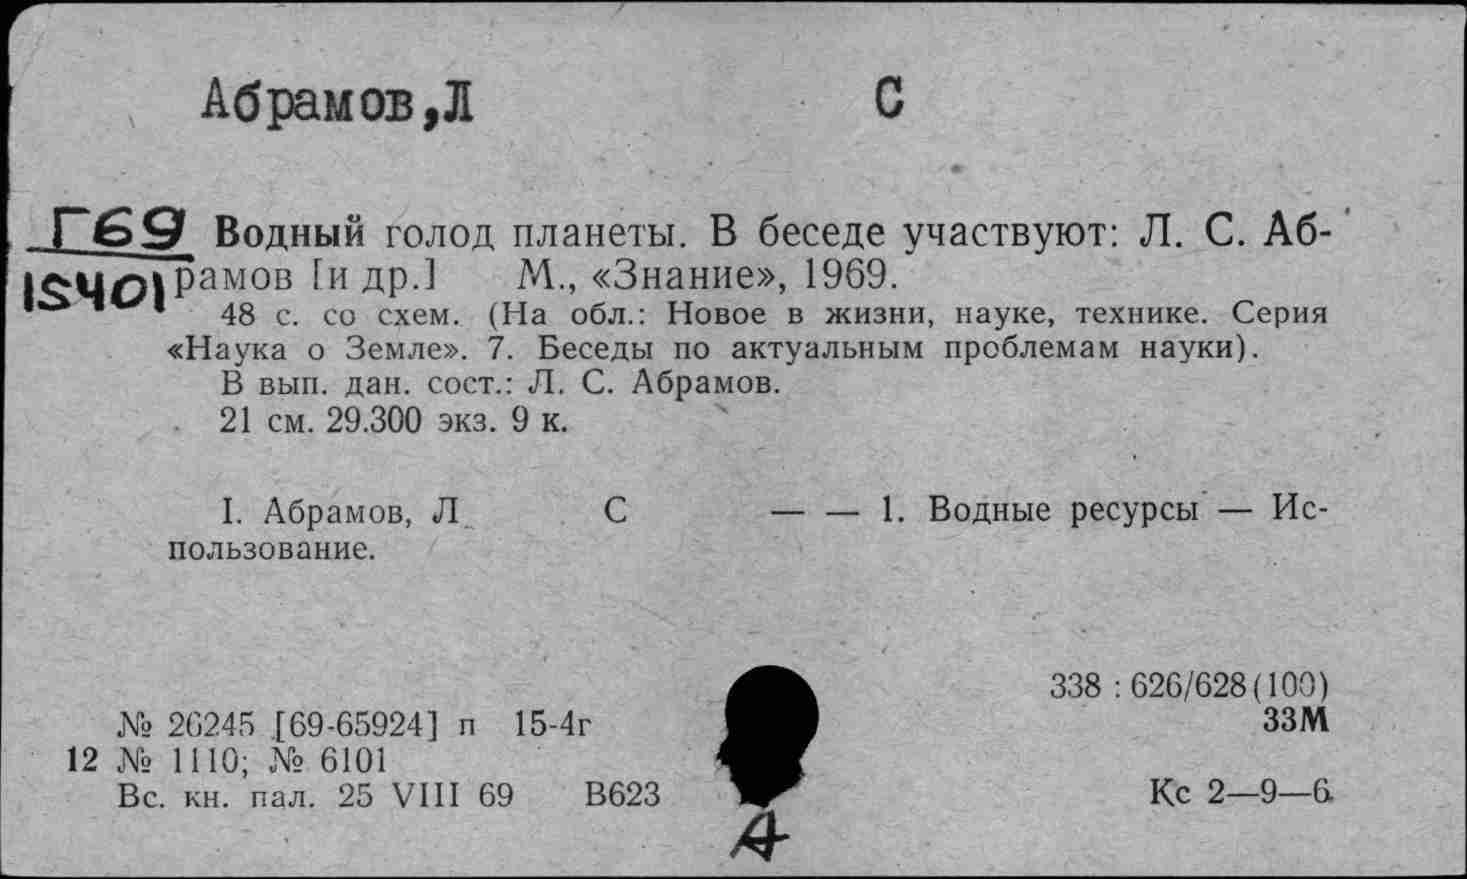 Абрамов,Л С
Г69 Водный голод планеты. В беседе участвуют: Л. С. Аб-
15401 рамов [и др.] М., «Знание», 1969.
48 с. со схем. (На обл.: Новое в жизни, науке, технике. Серия
«Наука о Земле». 7. Беседы по актуальным проблемам науки).
В вып. дан. сост.: Л. С. Абрамов.
21 см. 29.300 экз. 9 к.
I. Абрамов, Л С — — 1. Водные ресурсы — Ис-
пользование.
338 : 626/628(100)
№ 26245 [69-65924] п 15-4г 33М
12 № 1110; № 6101
Вс. кн. пал. 25 VIII 69 В623 Кс 2—9—6
А